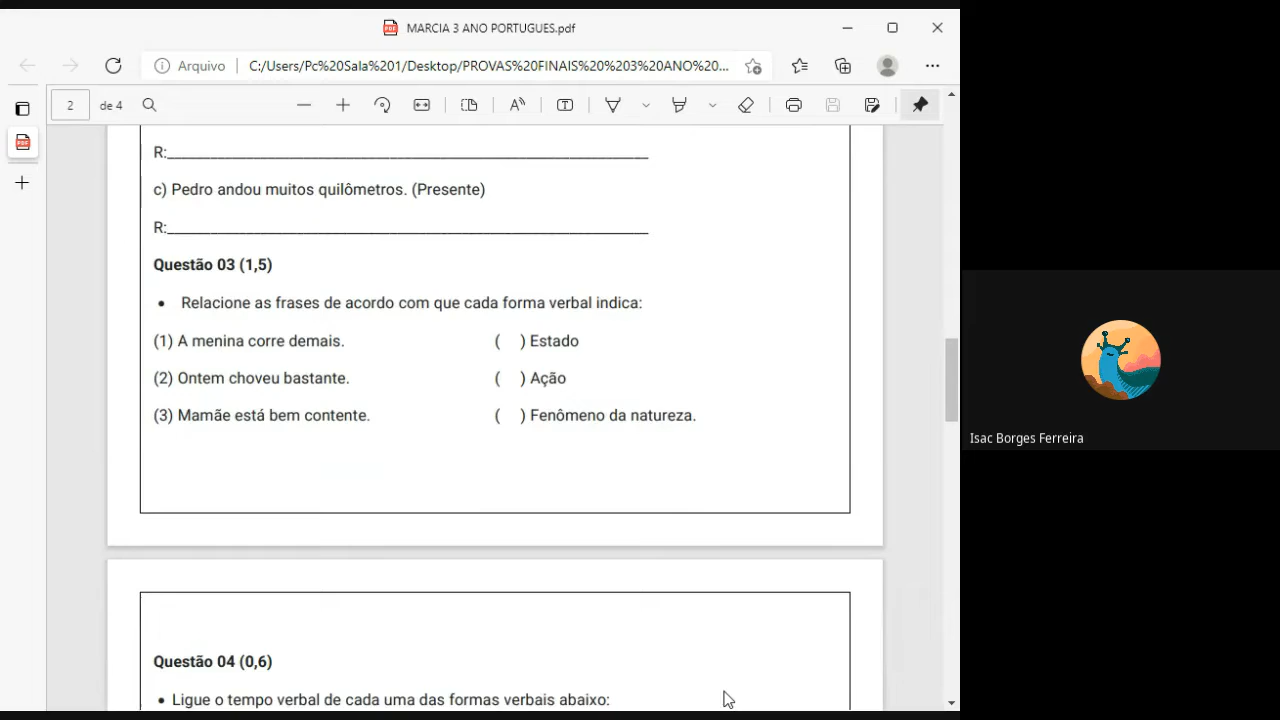 MARCIA 3 ANO PORTUGUES.pdf
Arquivo
C:/Users/Pc%20Sala%201/Desktop/PROVAS%20FINAIS%20%203%20ANO%20...
2 de 4
R:
c) Pedro andou muitos quilômetros. (Presente)
R:
Questão 03 (1,5)
• Relacione as frases de acordo com que cada forma verbal indica:
(1) A menina corre demais. ( ) Estado
(2) Ontem choveu bastante. ( ) Ação
(3) Mamãe está bem contente. ( ) Fenômeno da natureza.
Isac Borges Ferreira
Questão 04 (0,6)
• Ligue o tempo verbal de cada uma das formas verbais abaixo: